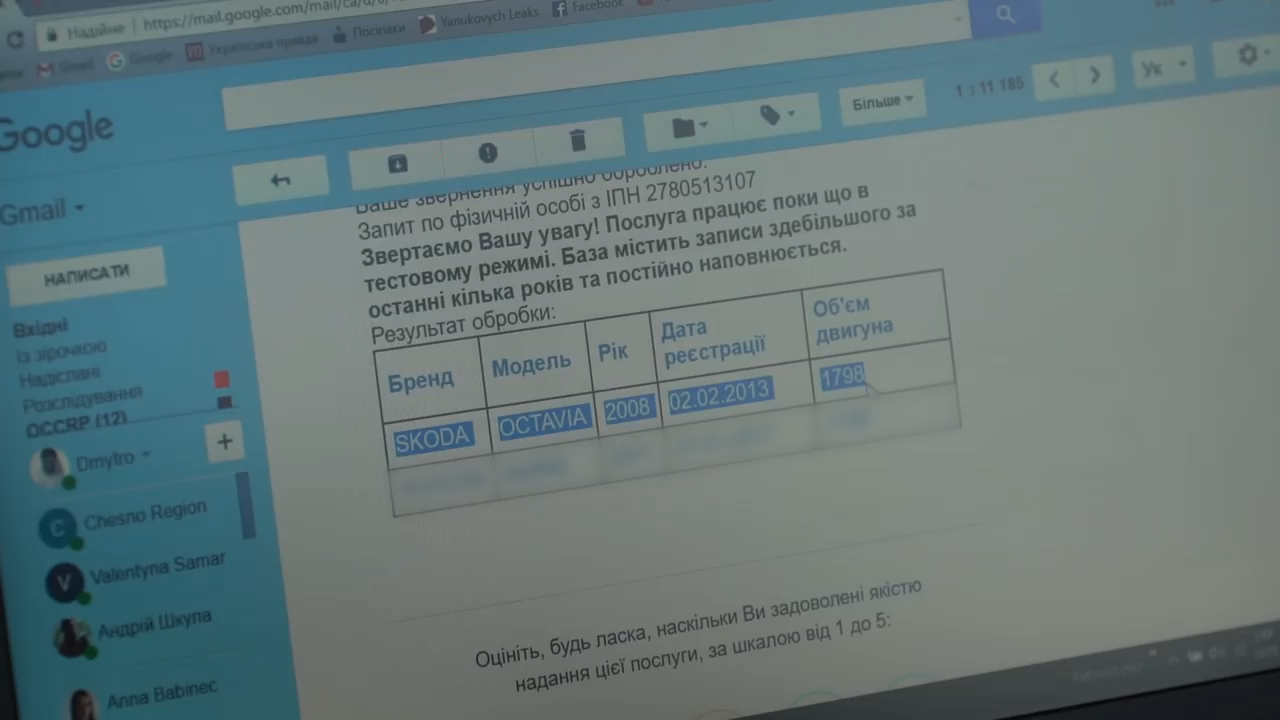 Надійне | https://mail.google.com/mail/ca/u/0/
Gmail Google Українська правда Посіпаки Yanukovych Leaks Facebook
Google
Більше
1 з 11 185
Ук
Gmail
НАПИСАТИ
Вхідні
Із зірочкою
Надіслані
Розслідування
OCCRP (12)
Dmytro
Chesno Region
Valentyna Samar
Андрій Шкула
Anna Babinec
Ваше звернення успішно оброблено.
Запит по фізичній особі з ІПН 2780513107
Звертаємо Вашу увагу! Послуга працює поки що в
тестовому режимі. База містить записи здебільшого за
останні кілька років та постійно наповнюється.
Результат обробки:
Бренд Модель Рік Дата реєстрації Об'єм двигуна
SKODA OCTAVIA 2008 02.02.2013 1798
Оцініть, будь ласка, наскільки Ви задоволені якістю
надання цієї послуги, за шкалою від 1 до 5: